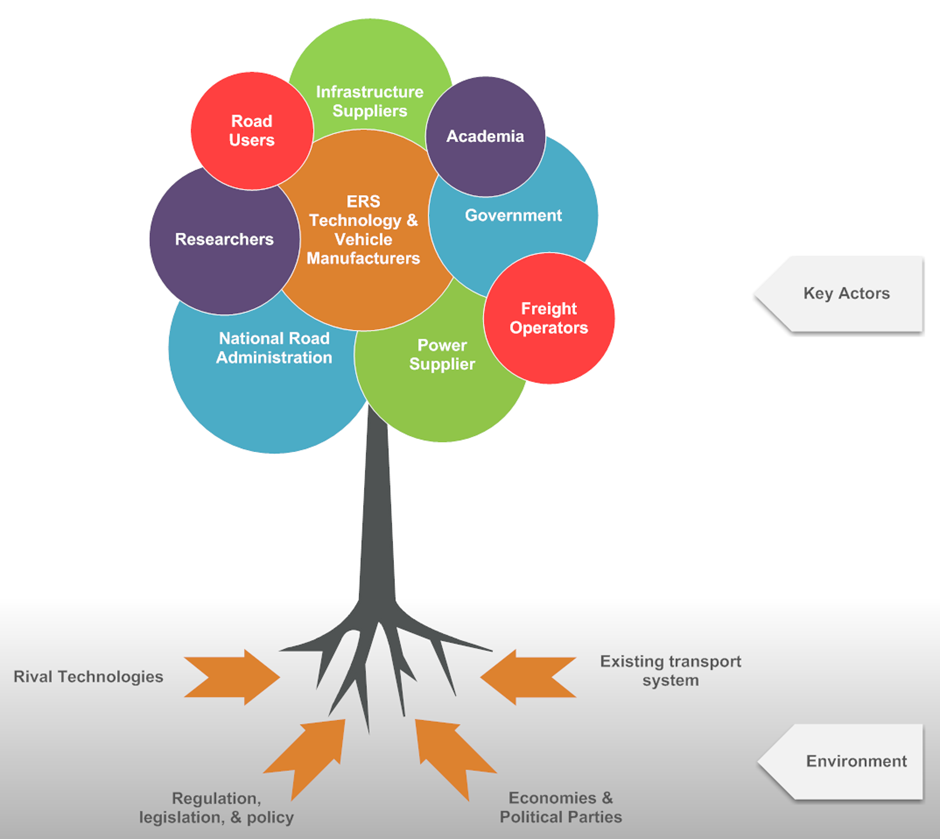 Infrastructure
Suppliers
Road
Users
Academia
ERS
Technology &
Vehicle
Manufacturers
Government
Researchers
Key Actors
Freight
Operators
National Road
Administration
Power
Supplier
Rival Technologies
Existing transport
system
Environment
Regulation,
legislation, & policy
Economies &
Political Parties